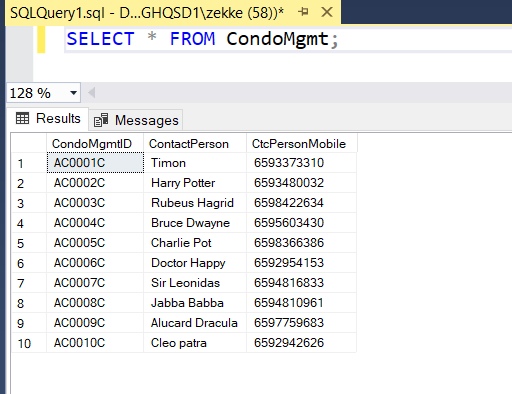 SQLQuery1.sql - D...GHQSD1\zekke (58))*
SELECT * FROM CondoMgmt;
128 %
Results Messages
CondoMgmtID ContactPerson CtcPersonMobile
1 AC0001C Timon 6593373310
2 AC0002C Harry Potter 6593480032
3 AC0003C Rubeus Hagrid 6598422634
4 AC0004C Bruce Dwayne 6595603430
5 AC0005C Charlie Pot 6598366386
6 AC0006C Doctor Happy 6592954153
7 AC0007C Sir Leonidas 6594816833
8 AC0008C Jabba Babba 6594810961
9 AC0009C Alucard Dracula 6597759683
10 AC0010C Cleo patra 6592942626